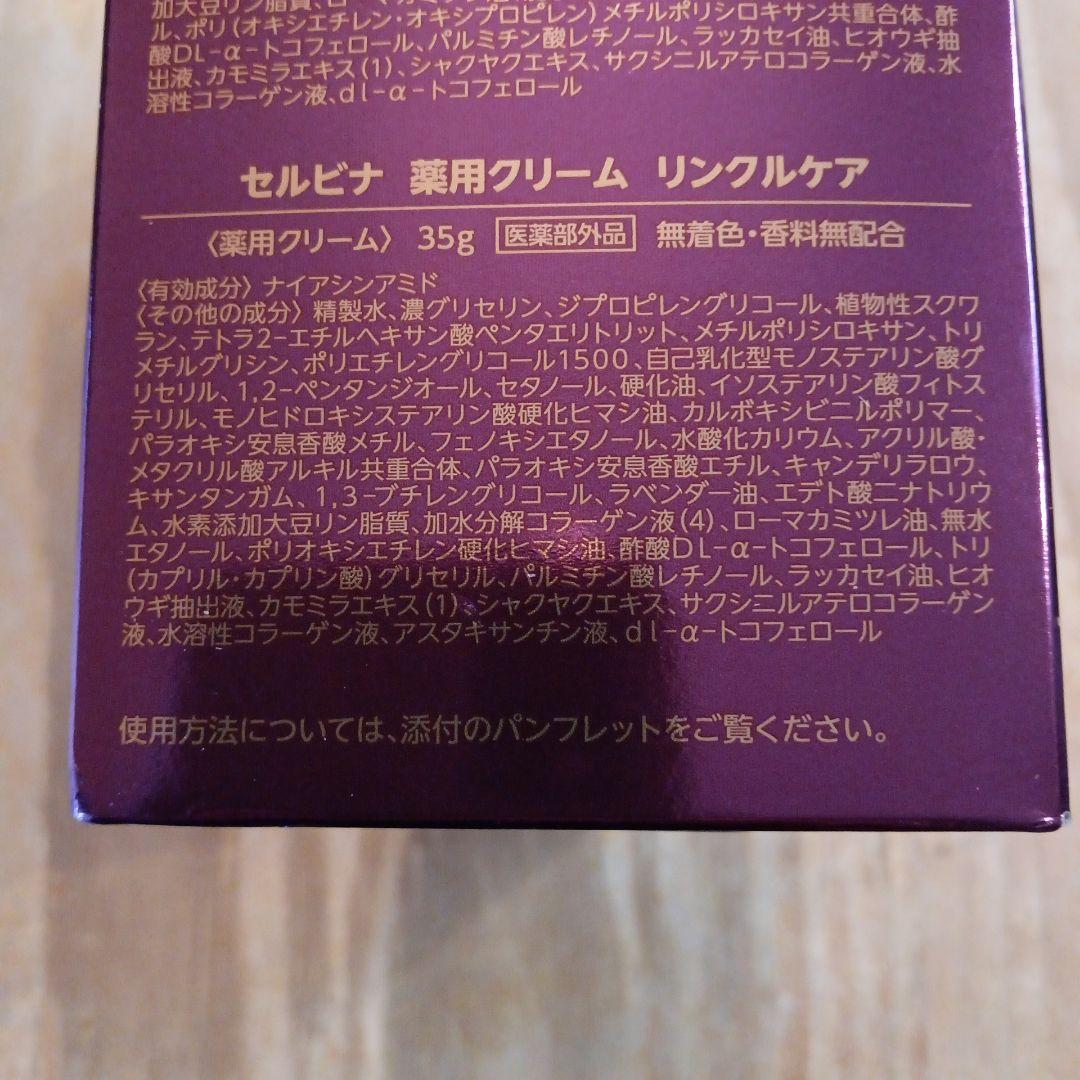 加大豆リン脂質、ローマカミツレ
ル、ポリ(オキシエチレン・オキシプロピレン)メチルポリシロキサン共重合体、酢
酸DL-α-トコフェロール、パルミチン酸レチノール、ラッカセイ油、ヒオウギ抽
出液、カモミラエキス(1)、シャクヤクエキス、サクシニルアテロコラーゲン液、水
溶性コラーゲン液、dl-α-トコフェロール
セルビナ 薬用クリーム リンクルケア
〈薬用クリーム〉 35g 医薬部外品 無着色・香料無配合
〈有効成分〉ナイアシンアミド
〈その他の成分〉精製水、濃グリセリン、ジプロピレングリコール、植物性スクワ
ラン、テトラ2-エチルヘキサン酸ペンタエリトリット、メチルポリシロキサン、トリ
メチルグリシン、ポリエチレングリコール1500、自己乳化型モノステアリン酸グ
リセリル、1,2-ペンタンジオール、セタノール、硬化油、イソステアリン酸フィトス
テリル、モノヒドロキシステアリン酸硬化ヒマシ油、カルボキシビニルポリマー、
パラオキシ安息香酸メチル、フェノキシエタノール、水酸化カリウム、アクリル酸・
メタクリル酸アルキル共重合体、パラオキシ安息香酸エチル、キャンデリラロウ、
キサンタンガム、1,3-ブチレングリコール、ラベンダー油、エデト酸二ナトリウ
ム、水素添加大豆リン脂質、加水分解コラーゲン液(4)、ローマカミツレ油、無水
エタノール、ポリオキシエチレン硬化ヒマシ油、酢酸DL-α-トコフェロール、トリ
(カプリル・カプリン酸)グリセリル、パルミチン酸レチノール、ラッカセイ油、ヒオ
ウギ抽出液、カモミラエキス(1)、シャクヤクエキス、サクシニルアテロコラーゲン
液、水溶性コラーゲン液、アスタキサンチン液、dl-α-トコフェロール
使用方法については、添付のパンフレットをご覧ください。